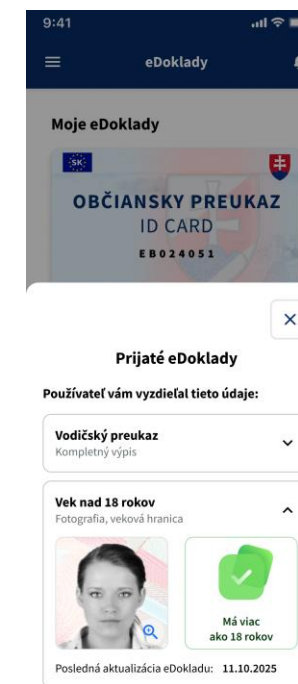 9:41
eDoklady
Moje eDoklady
SK
OBČIANSKY PREUKAZ
ID CARD
EB024051
Prijaté eDoklady
Používateľ vám vyzdieľal tieto údaje:
Vodičský preukaz
Kompletný výpis
Vek nad 18 rokov
Fotografia, veková hranica
Má viac
ako 18 rokov
Posledná aktualizácia eDokladu: 11.10.2025